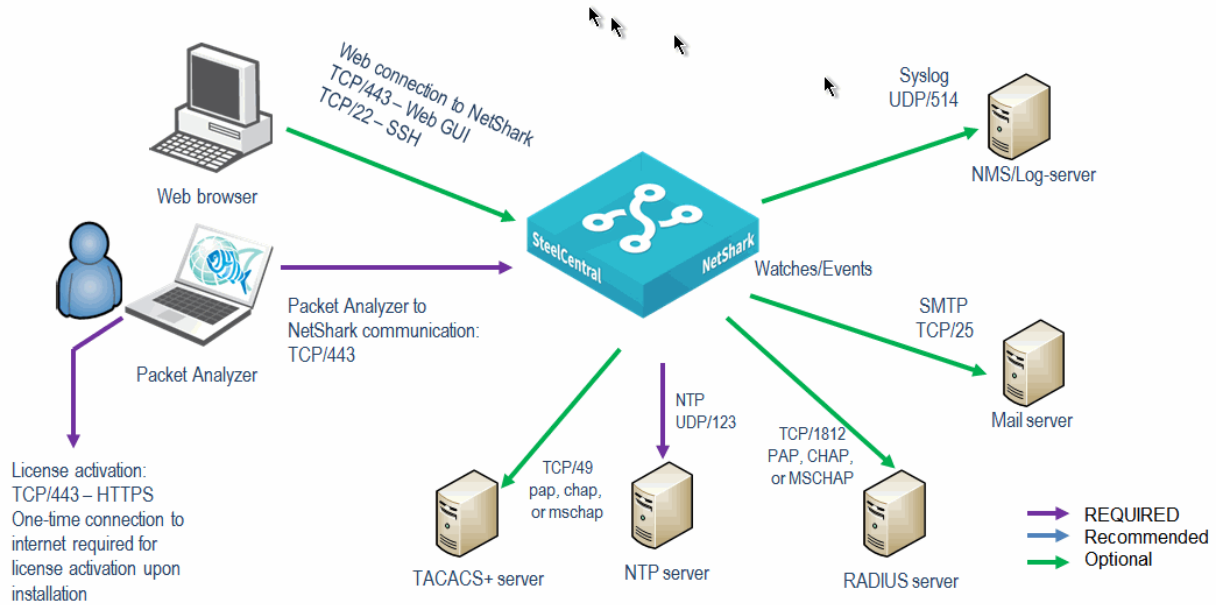 Web connection to NetShark
TCP/443 – Web GUI
TCP/22 – SSH
Syslog
UDP/514
NMS/Log-server
Web browser
SteelCentral
NetShark
Watches/Events
Packet Analyzer to
NetShark communication:
TCP/443
SMTP
TCP/25
Packet Analyzer
Mail server
NTP
UDP/123
TCP/1812
PAP, CHAP,
or MSCHAP
TCP/49
pap, chap,
or mschap
License activation:
TCP/443 – HTTPS
One-time connection to
internet required for
license activation upon
installation
TACACS+ server
NTP server
RADIUS server
REQUIRED
Recommended
Optional